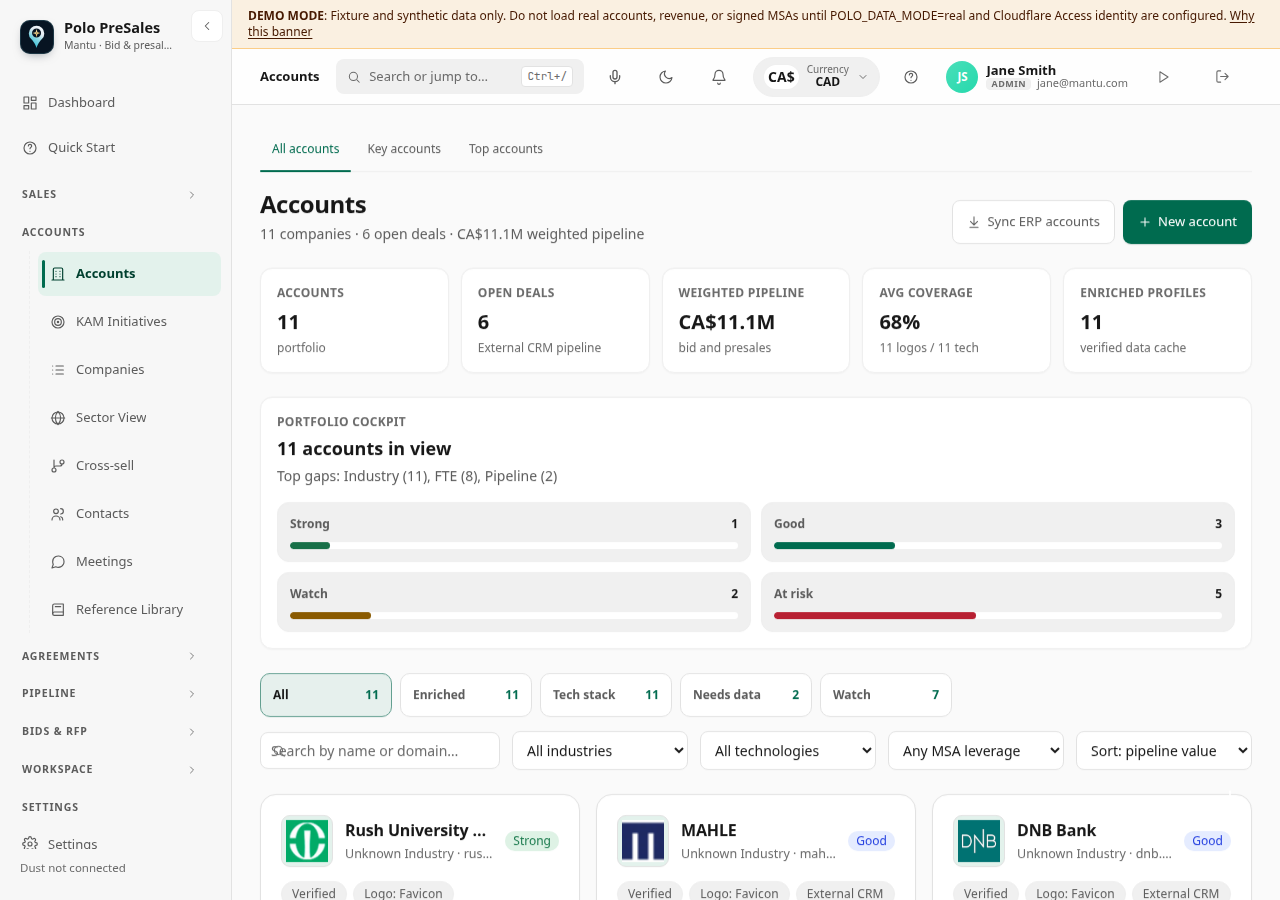 Polo PreSales
Mantu · Bid & presal...
Dashboard
Quick Start
SALES
ACCOUNTS
Accounts
KAM Initiatives
Companies
Sector View
Cross-sell
Contacts
Meetings
Reference Library
AGREEMENTS
PIPELINE
BIDS & RFP
WORKSPACE
SETTINGS
Settings
Dust not connected
DEMO MODE: Fixture and synthetic data only. Do not load real accounts, revenue, or signed MSAs until POLO_DATA_MODE=real and Cloudflare Access identity are configured. Why
this banner
Accounts
Search or jump to...
Ctrl+/
CA$
Currency
CAD
JS
Jane Smith
ADMIN jane@mantu.com
All accounts Key accounts Top accounts
Accounts
11 companies · 6 open deals · CA$11.1M weighted pipeline
Sync ERP accounts
New account
ACCOUNTS
11
portfolio
OPEN DEALS
6
External CRM pipeline
WEIGHTED PIPELINE
CA$11.1M
bid and presales
AVG COVERAGE
68%
11 logos / 11 tech
ENRICHED PROFILES
11
verified data cache
PORTFOLIO COCKPIT
11 accounts in view
Top gaps: Industry (11), FTE (8), Pipeline (2)
Strong 1
Good 3
Watch 2
At risk 5
All 11
Enriched 11
Tech stack 11
Needs data 2
Watch 7
Search by name or domain...
All industries
All technologies
Any MSA leverage
Sort: pipeline value
Rush University ...
Unknown Industry · rus...
Strong
Verified Logo: Favicon
MAHLE
Unknown Industry · mah...
Good
Verified Logo: Favicon External CRM
DNB
DNB Bank
Unknown Industry · dnb....
Good
Verified Logo: Favicon External CRM